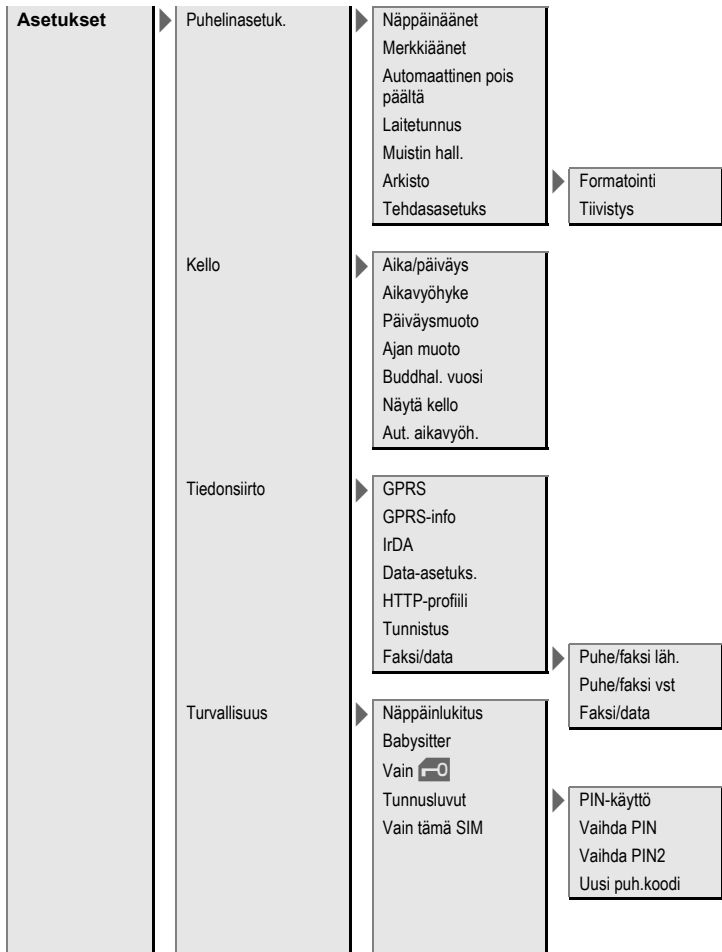 Asetukset
Puhelinasetuk.
Näppäinäänet
Merkkiäänet
Automaattinen pois
päältä
Laitetunnus
Muistin hall.
Arkisto
Formatointi
Tehdasasetuks
Tiivistys
Kello
Aika/päiväys
Aikavyöhyke
Päiväysmuoto
Ajan muoto
Buddhal. vuosi
Näytä kello
Aut. aikavyöh.
Tiedonsiirto
GPRS
GPRS-info
IrDA
Data-asetuks.
HTTP-profiili
Tunnistus
Faksi/data
Puhe/faksi läh.
Puhe/faksi vst
Faksi/data
Turvallisuus
Näppäinlukitus
Babysitter
Vain
Tunnusluvut
Vain tämä SIM
PIN-käyttö
Vaihda PIN
Vaihda PIN2
Uusi puh.koodi